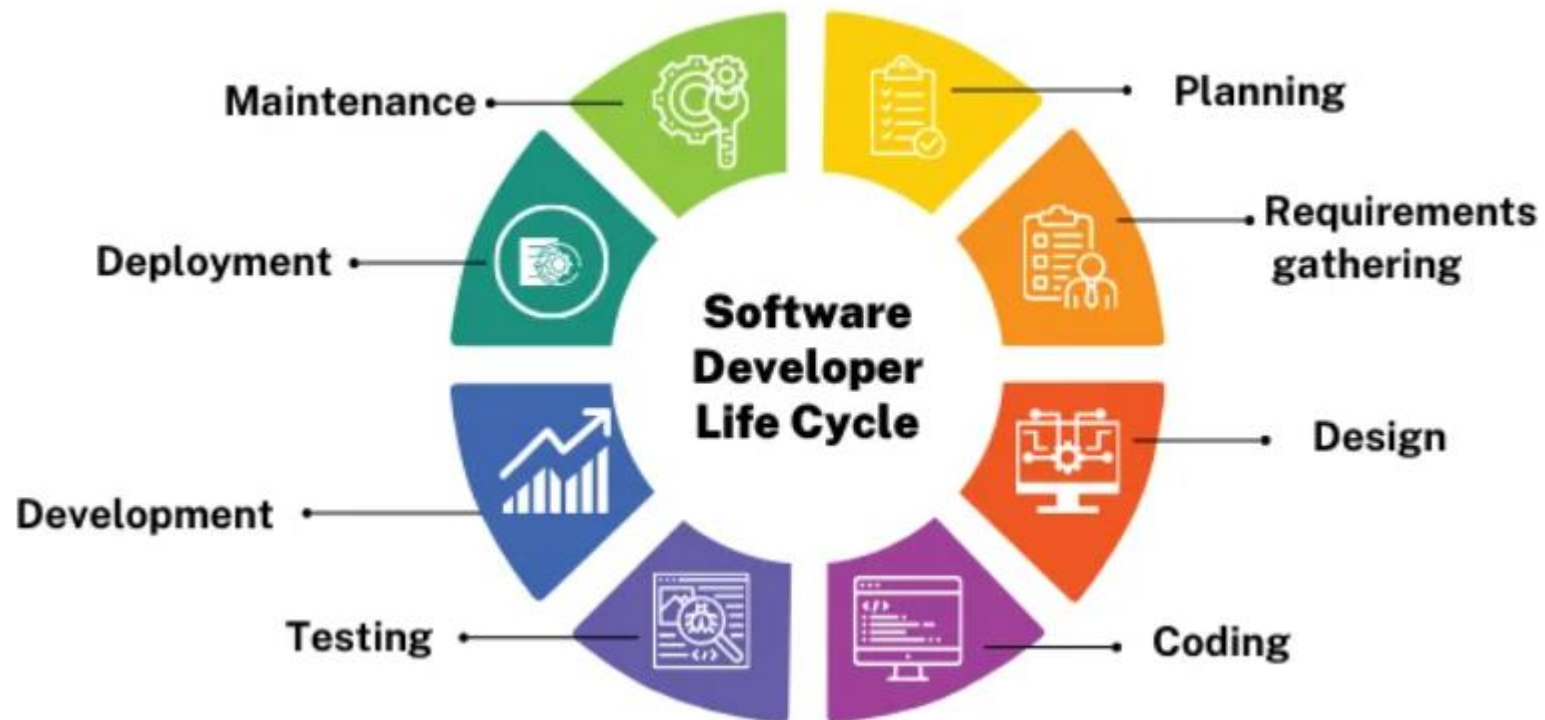 Maintenance
Planning
Requirements
gathering
Deployment
Software
Developer
Life Cycle
Design
Development
Testing
Coding